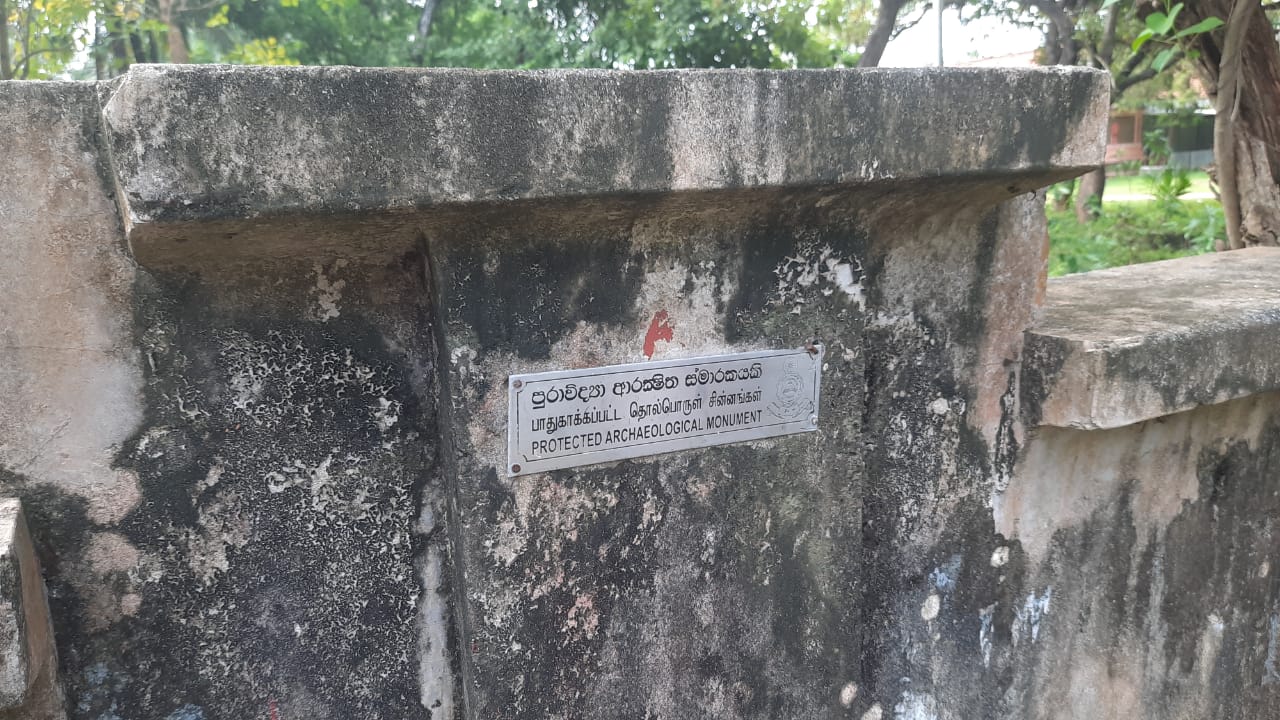 පුරාවිද්‍යා ආරක්ෂිත ස්මාරකයකි
பாதுகாக்கப்பட்ட தொல்பொருள் சின்னங்கள்
PROTECTED ARCHAEOLOGICAL MONUMENT